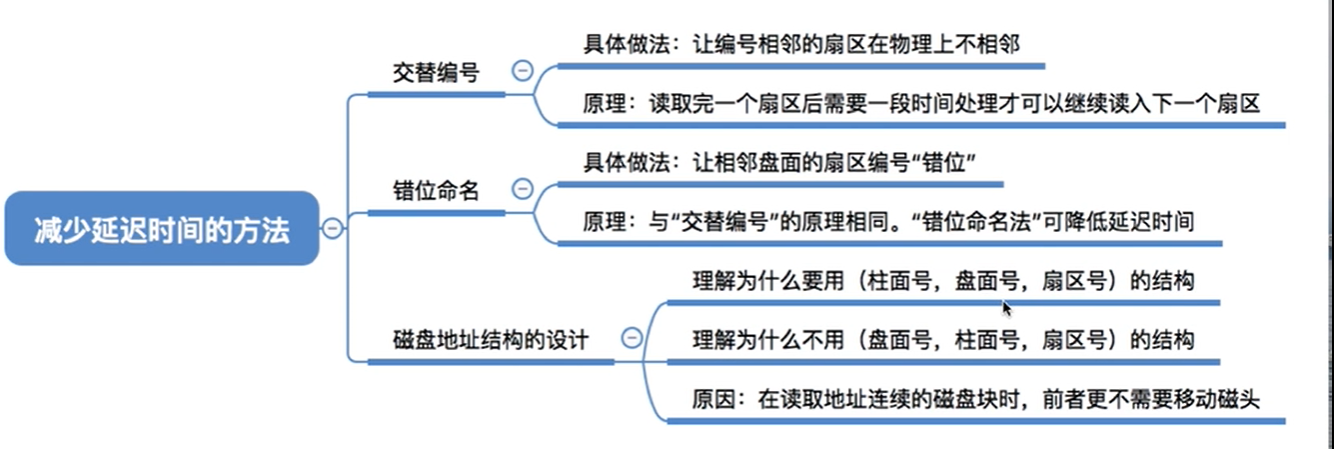 减少延迟时间的方法
交替编号
具体做法：让编号相邻的扇区在物理上不相邻
原理：读取完一个扇区后需要一段时间处理才可以继续读入下一个扇区
错位命名
具体做法：让相邻盘面的扇区编号“错位”
原理：与“交替编号”的原理相同。“错位命名法”可降低延迟时间
磁盘地址结构的设计
理解为什么要用（柱面号，盘面号，扇区号）的结构
理解为什么不用（盘面号，柱面号，扇区号）的结构
原因：在读取地址连续的磁盘块时，前者更不需要移动磁头